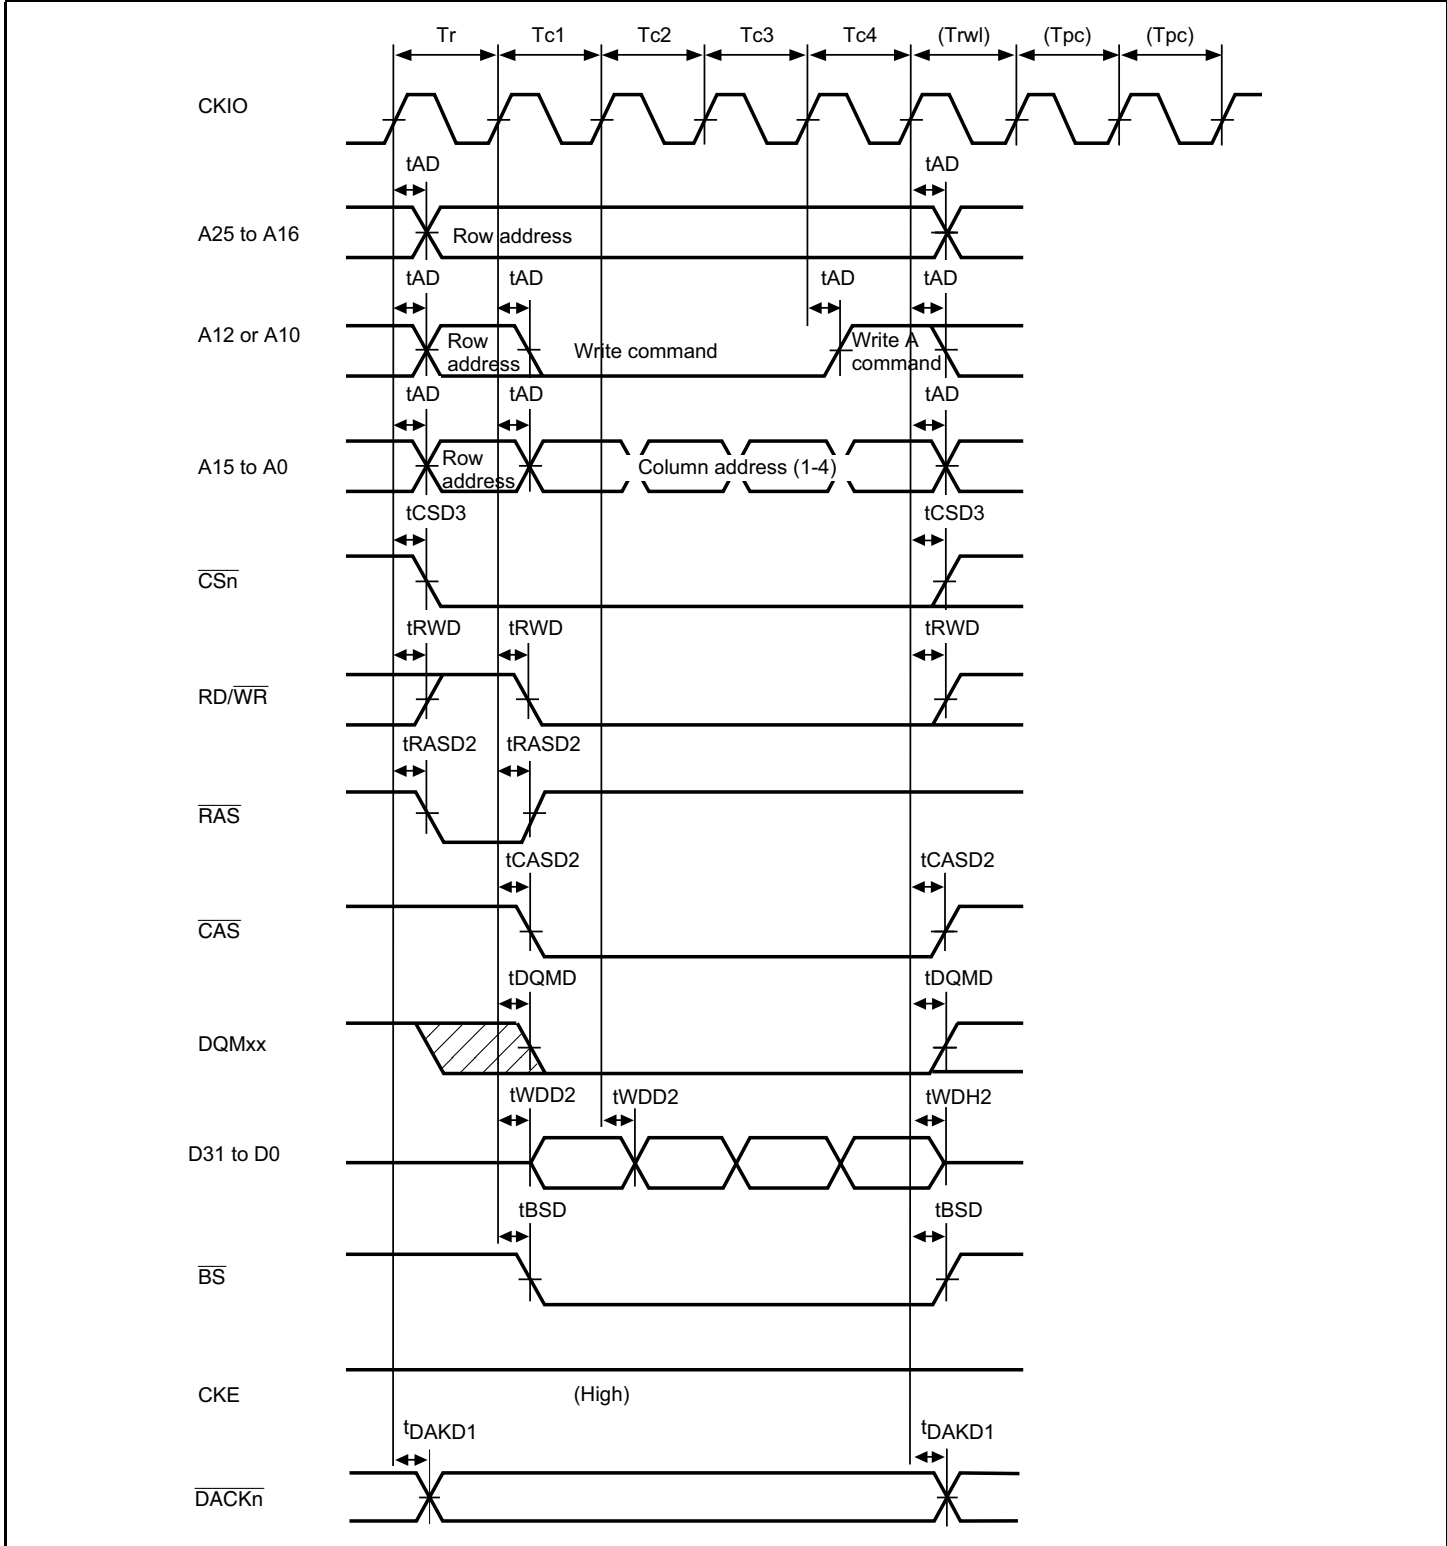 Tr Tc1 Tc2 Tc3 Tc4 (Trwl) (Tpc) (Tpc)
CKIO
tAD tAD
A25 to A16
Row address
tAD tAD tAD tAD
A12 or A10
Row
address
Write command
Write A
command
tAD tAD tAD
A15 to A0
Row
address
Column address (1-4)
tCSD3 tCSD3
CSn
tRWD tRWD tRWD
RD/WR
tRASD2 tRASD2
RAS
tCASD2 tCASD2
CAS
tDQMD tDQMD
DQMxx
tWDD2 tWDD2 tWDH2
D31 to D0
tBSD tBSD
BS
CKE
(High)
tDAKD1 tDAKD1
DACKn